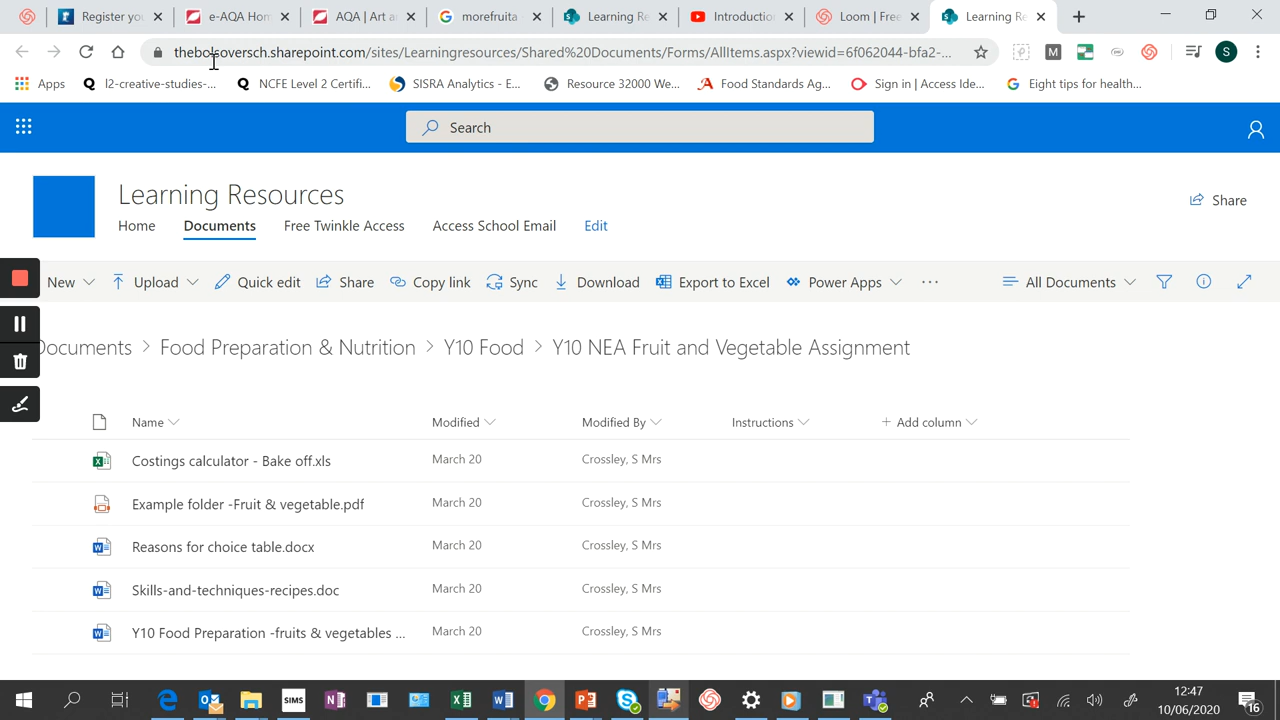 Register you
e-AQA Hom
AQA | Art an
morefruita
Learning Re
Introduction
Loom | Free
Learning Re
thebolsoversch.sharepoint.com/sites/Learningresources/Shared%20Documents/Forms/AllItems.aspx?viewid=6f062044-bfa2-...
S
Apps
l2-creative-studies-...
NCFE Level 2 Certifi...
SISRA Analytics - E...
Resource 32000 We...
Food Standards Ag...
Sign in | Access Ide...
Eight tips for health...
Search
Learning Resources
Share
Home
Documents
Free Twinkle Access
Access School Email
Edit
New
Upload
Quick edit
Share
Copy link
Sync
Download
Export to Excel
Power Apps
...
All Documents
Documents > Food Preparation & Nutrition > Y10 Food > Y10 NEA Fruit and Vegetable Assignment
Name
Modified
Modified By
Instructions
+ Add column
Costings calculator - Bake off.xls
March 20
Crossley, S Mrs
Example folder -Fruit & vegetable.pdf
March 20
Crossley, S Mrs
Reasons for choice table.docx
March 20
Crossley, S Mrs
Skills-and-techniques-recipes.doc
March 20
Crossley, S Mrs
Y10 Food Preparation -fruits & vegetables ...
March 20
Crossley, S Mrs
SIMS
12:47
10/06/2020
16